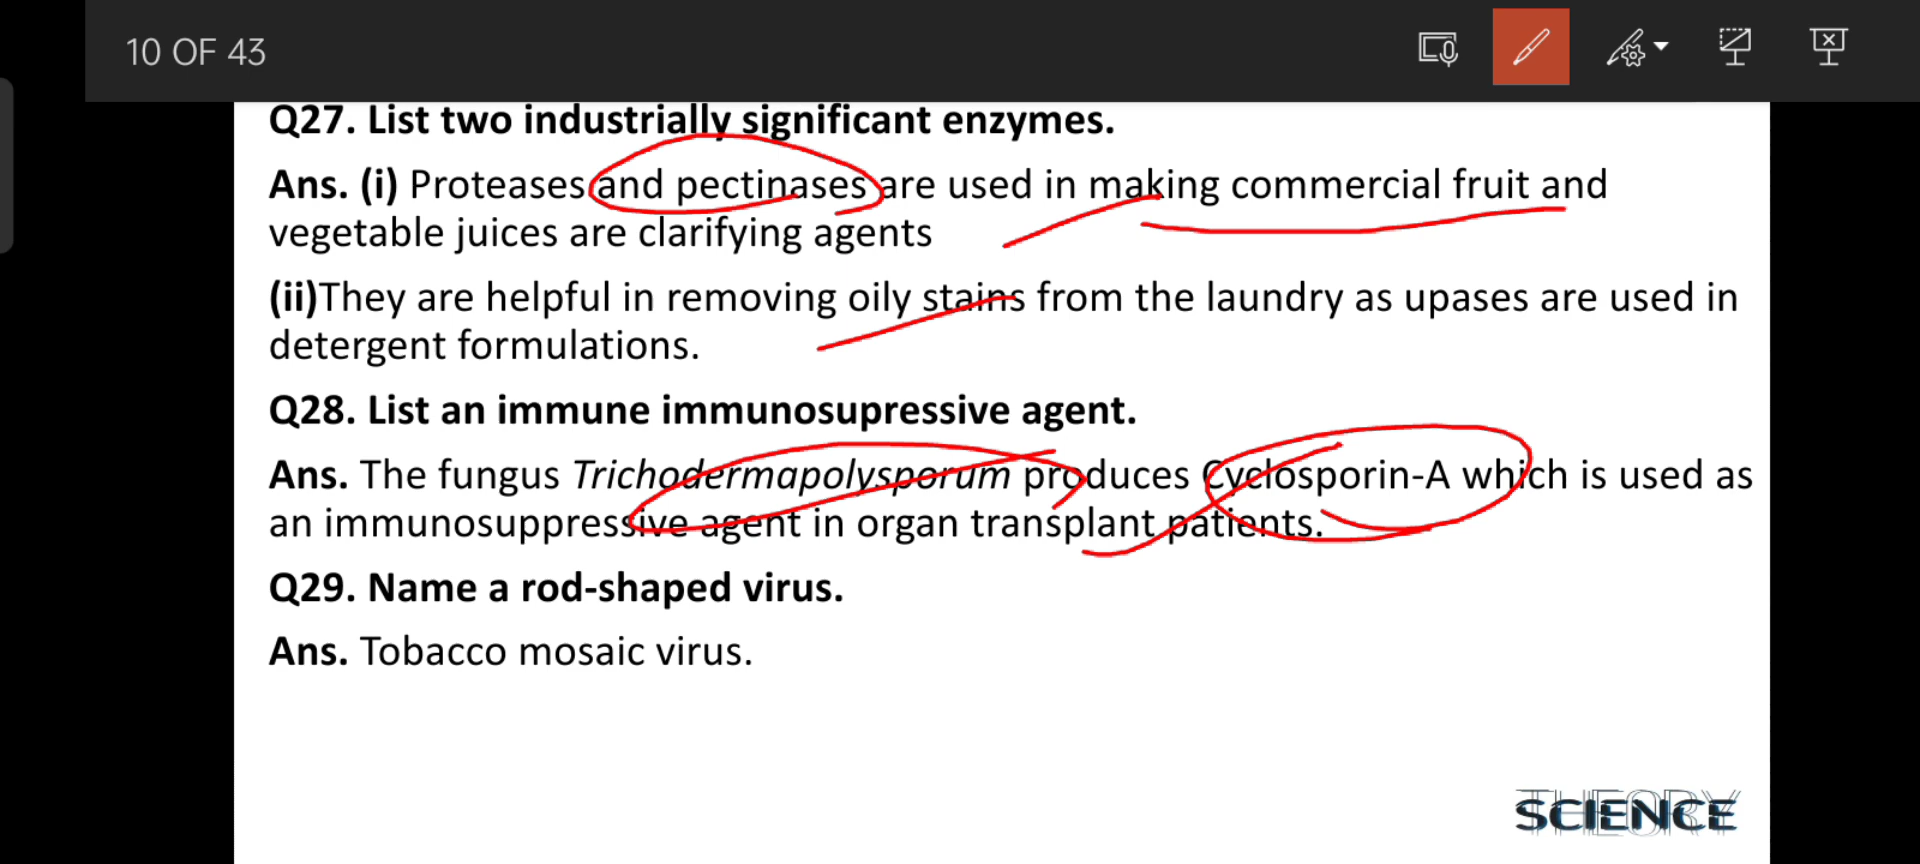 10 OF 43
Q27. List two industrially significant enzymes.
Ans. (i) Proteases and pectinases are used in making commercial fruit and
vegetable juices are clarifying agents
(ii)They are helpful in removing oily stains from the laundry as upases are used in
detergent formulations.
Q28. List an immune immunosupressive agent.
Ans. The fungus Trichodermapolysporum produces Cyclosporin-A which is used as
an immunosuppressive agent in organ transplant patients.
Q29. Name a rod-shaped virus.
Ans. Tobacco mosaic virus.
THEORY
SCIENCE